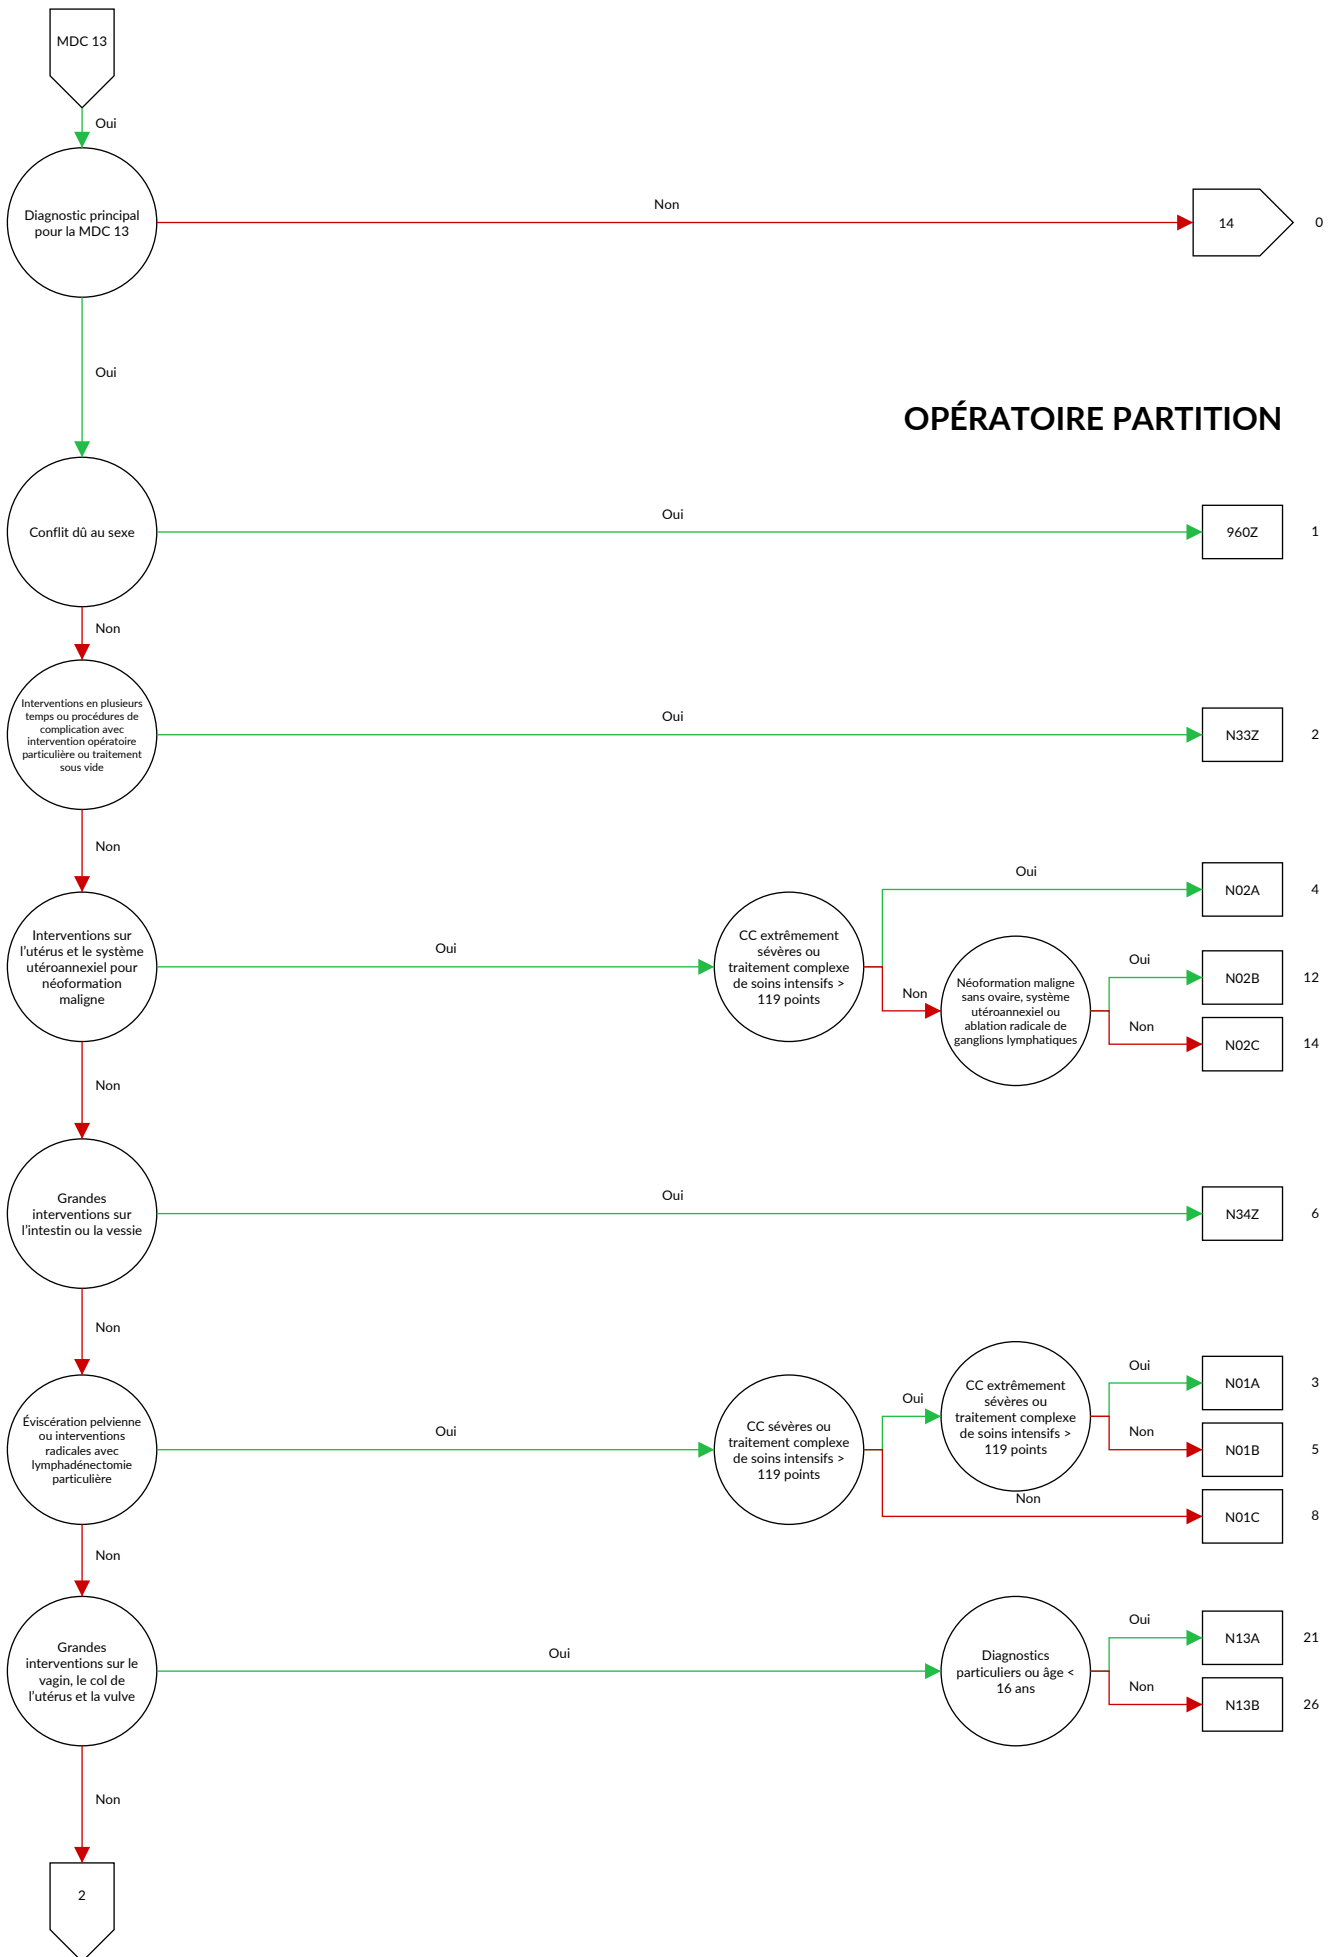 MDC 13
Oui
Diagnostic principal
pour la MDC 13
Non
14
0
Oui
OPÉRATOIRE PARTITION
Conflit dû au sexe
Oui
960Z
1
Non
Interventions en plusieurs
temps ou procédures de
complication avec
intervention opératoire
particulière ou traitement
sous vide
Oui
N33Z
2
Non
Interventions sur
l'utérus et le système
utéroannexiel pour
néoformation
maligne
Oui
CC extrêmement
sévères ou
traitement complexe
de soins intensifs >
119 points
Oui
N02A
4
Non
Néoformation maligne
sans ovaire, système
utéroannexiel ou
ablation radicale de
ganglions lymphatiques
Oui
N02B
12
Non
N02C
14
Non
Grandes
interventions sur
l'intestin ou la vessie
Oui
N34Z
6
Non
Éviscération pelvienne
ou interventions
radicales avec
lymphadénectomie
particulière
Oui
CC sévères ou
traitement complexe
de soins intensifs >
119 points
Oui
CC extrêmement
sévères ou
traitement complexe
de soins intensifs >
119 points
Oui
N01A
3
Non
N01B
5
Non
N01C
8
Non
Grandes
interventions sur le
vagin, le col de
l'utérus et la vulve
Oui
Diagnostics
particuliers ou âge <
16 ans
Oui
N13A
21
Non
N13B
26
Non
2